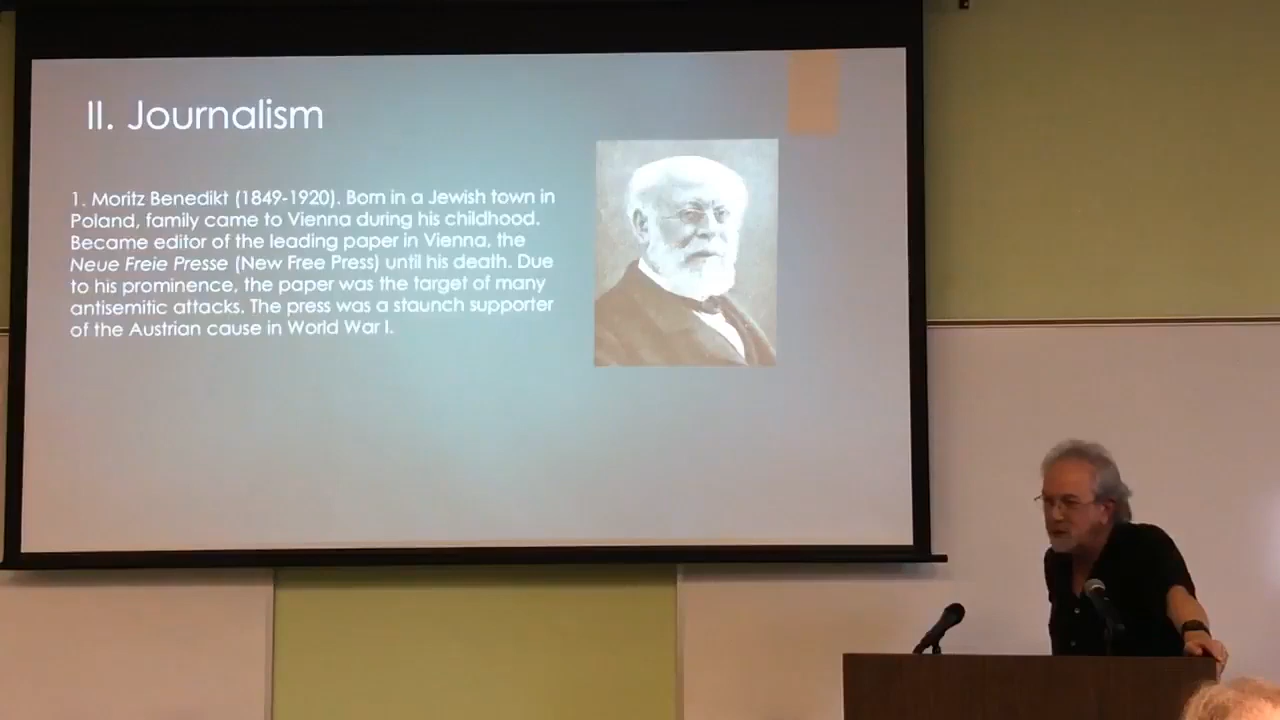 II. Journalism
1. Moritz Benedikt (1849-1920). Born in a Jewish town in
Poland, family came to Vienna during his childhood.
Became editor of the leading paper in Vienna, the
Neue Freie Presse (New Free Press) until his death. Due
to his prominence, the paper was the target of many
antisemitic attacks. The press was a staunch supporter
of the Austrian cause in World War I.